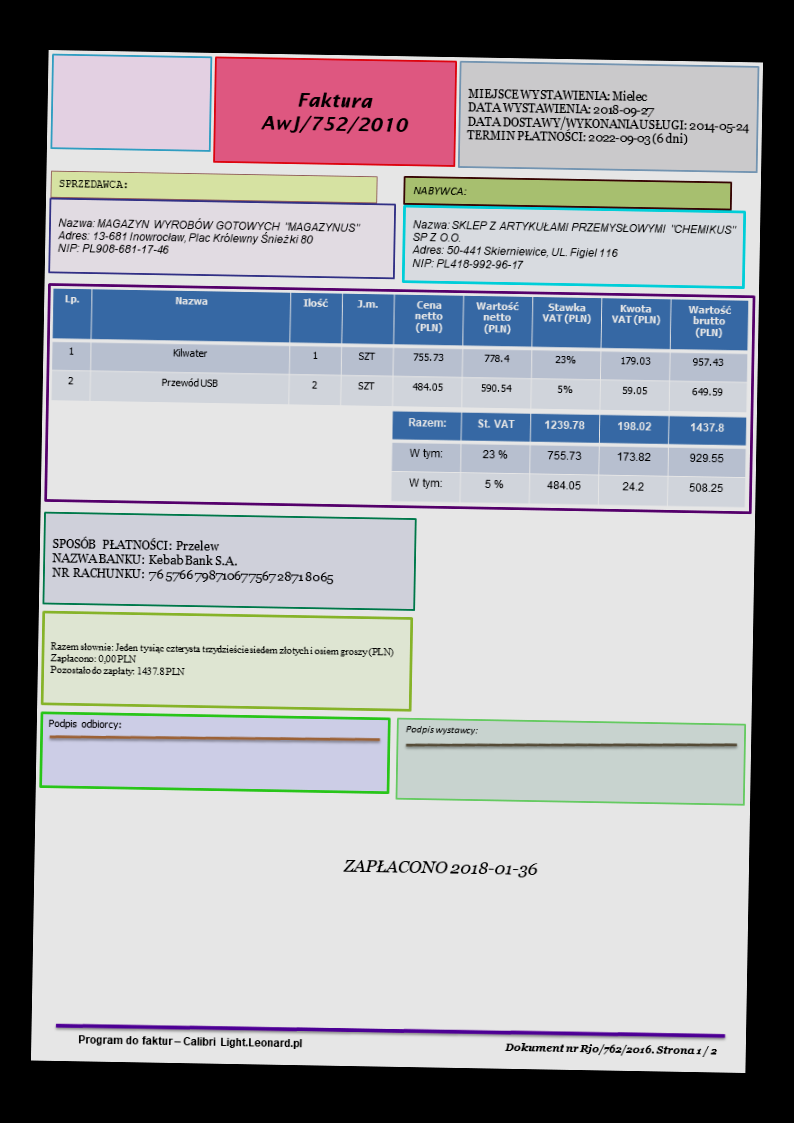 Faktura
AwJ/752/2010
MIEJSCE WYSTAWIENIA: Mielec
DATA WYSTAWIENIA: 2018-09-27
DATA DOSTAWY/WYKONANIA USŁUGI: 2014-05-24
TERMIN PŁATNOŚCI: 2022-09-03 (6 dni)
SPRZEDAWCA:
Nazwa: MAGAZYN WYROBÓW GOTOWYCH "MAGAZYNUS"
Adres: 13-681 Inowrocław, Plac Królewny Śnieżki 80
NIP: PL908-681-17-46
NABYWCA:
Nazwa: SKLEP Z ARTYKUŁAMI PRZEMYSŁOWYMI "CHEMIKUS"
SP Z O.O.
Adres: 50-441 Skierniewice, UL. Figiel 116
NIP: PL418-992-96-17
Lp. Nazwa Ilość J.m. Cena netto (PLN) Wartość netto (PLN) Stawka VAT (PLN) Kwota VAT (PLN) Wartość brutto (PLN)
1 Kilwater 1 SZT 755.73 778.4 23% 179.03 957.43
2 Przewód USB 2 SZT 484.05 590.54 5% 59.05 649.59
Razem: St. VAT 1239.78 198.02 1437.8
W tym: 23 % 755.73 173.82 929.55
W tym: 5 % 484.05 24.2 508.25
SPOSÓB PŁATNOŚCI: Przelew
NAZWA BANKU: Kebab Bank S.A.
NR RACHUNKU: 76 5766 7987 1067 7567 2871 8065
Razem słownie: Jeden tysiąc czterysta trzydzieście siedem złotych i osiem groszy (PLN)
Zapłacono: 0,00 PLN
Pozostało do zapłaty: 1437.8 PLN
Podpis odbiorcy:
Podpis wystawcy:
ZAPŁACONO 2018-01-36
Program do faktur – Calibri Light.Leonard.pl
Dokument nr Rjo/762/2016. Strona 1 / 2